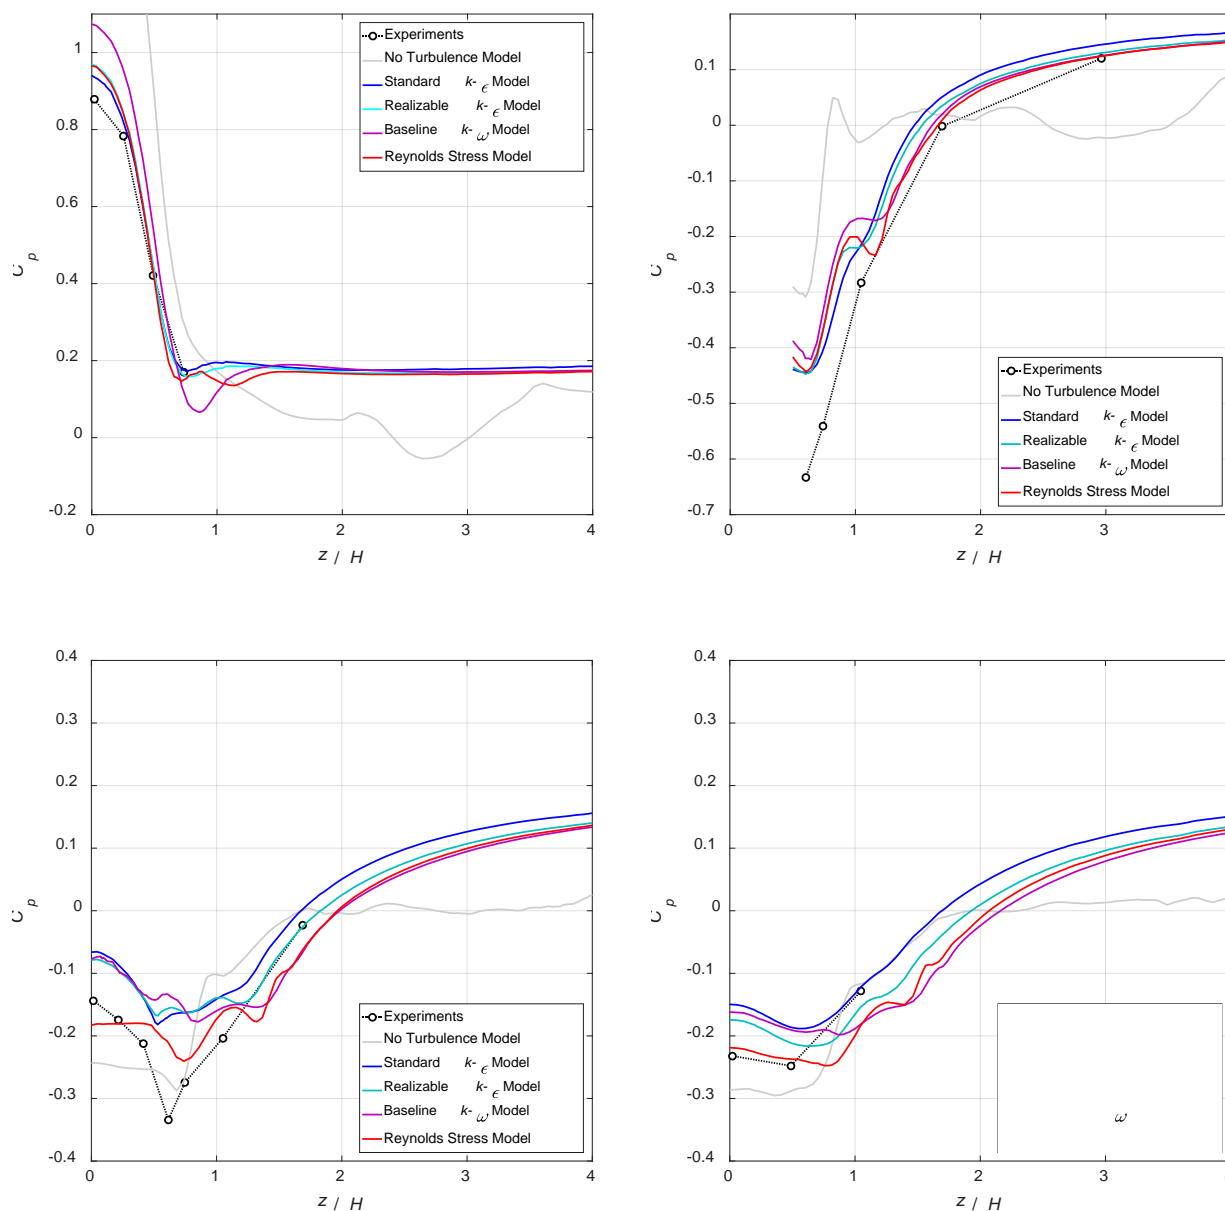 1
0.8
0.6
0.4
0.2
0
-0.2
C p
0 1 2 3 4
z / H
Experiments
No Turbulence Model
Standard k-ϵ Model
Realizable k-ϵ Model
Baseline k-ω Model
Reynolds Stress Model
0.1
0
-0.1
-0.2
-0.3
-0.4
-0.5
-0.6
-0.7
C p
0 1 2 3
z / H
Experiments
No Turbulence Model
Standard k-ϵ Model
Realizable k-ϵ Model
Baseline k-ω Model
Reynolds Stress Model
0.4
0.3
0.2
0.1
0
-0.1
-0.2
-0.3
-0.4
C p
0 1 2 3 4
z / H
Experiments
No Turbulence Model
Standard k-ϵ Model
Realizable k-ϵ Model
Baseline k-ω Model
Reynolds Stress Model
0.4
0.3
0.2
0.1
0
-0.1
-0.2
-0.3
-0.4
C p
0 1 2 3
z / H
ω